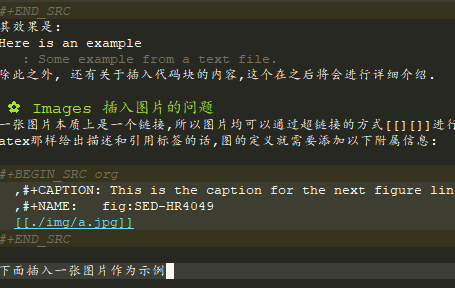 #+END_SRC
其效果是:
Here is an example
: Some example from a text file.
除此之外, 还有关于插入代码块的内容,这个在之后将会进行详细介绍.
✿ Images 插入图片的问题
一张图片本质上是一个链接,所以图片均可以通过超链接的方式[[][]]进行
atex那样给出描述和引用标签的话,图的定义就需要添加以下附属信息:
#+BEGIN_SRC org
,#+CAPTION: This is the caption for the next figure lin
,#+NAME: fig:SED-HR4049
[[./img/a.jpg]]
#+END_SRC
下面插入一张图片作为示例